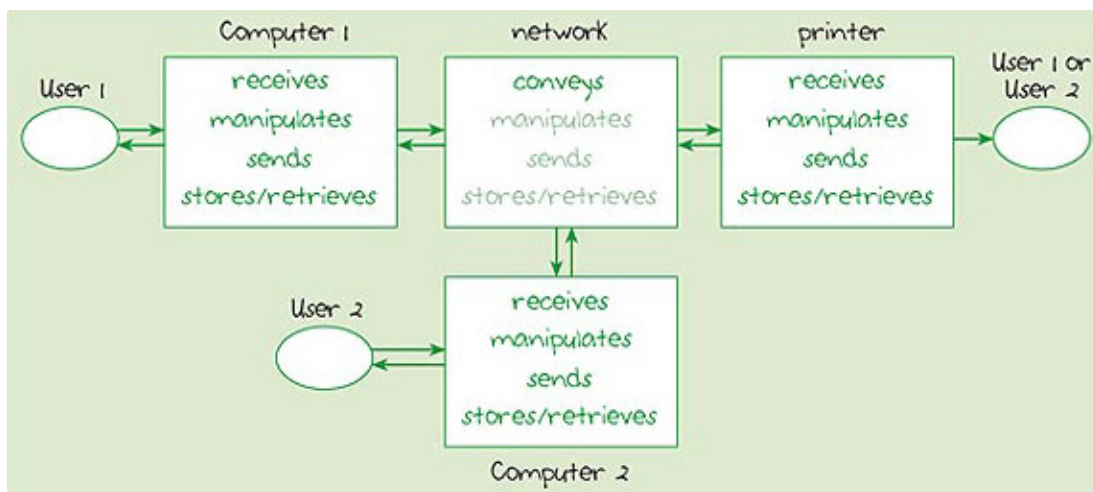 Computer 1
network
printer
User 1
receives
manipulates
sends
stores/retrieves
conveys
manipulates
sends
stores/retrieves
receives
manipulates
sends
stores/retrieves
User 1 or
User 2
User 2
receives
manipulates
sends
stores/retrieves
Computer 2